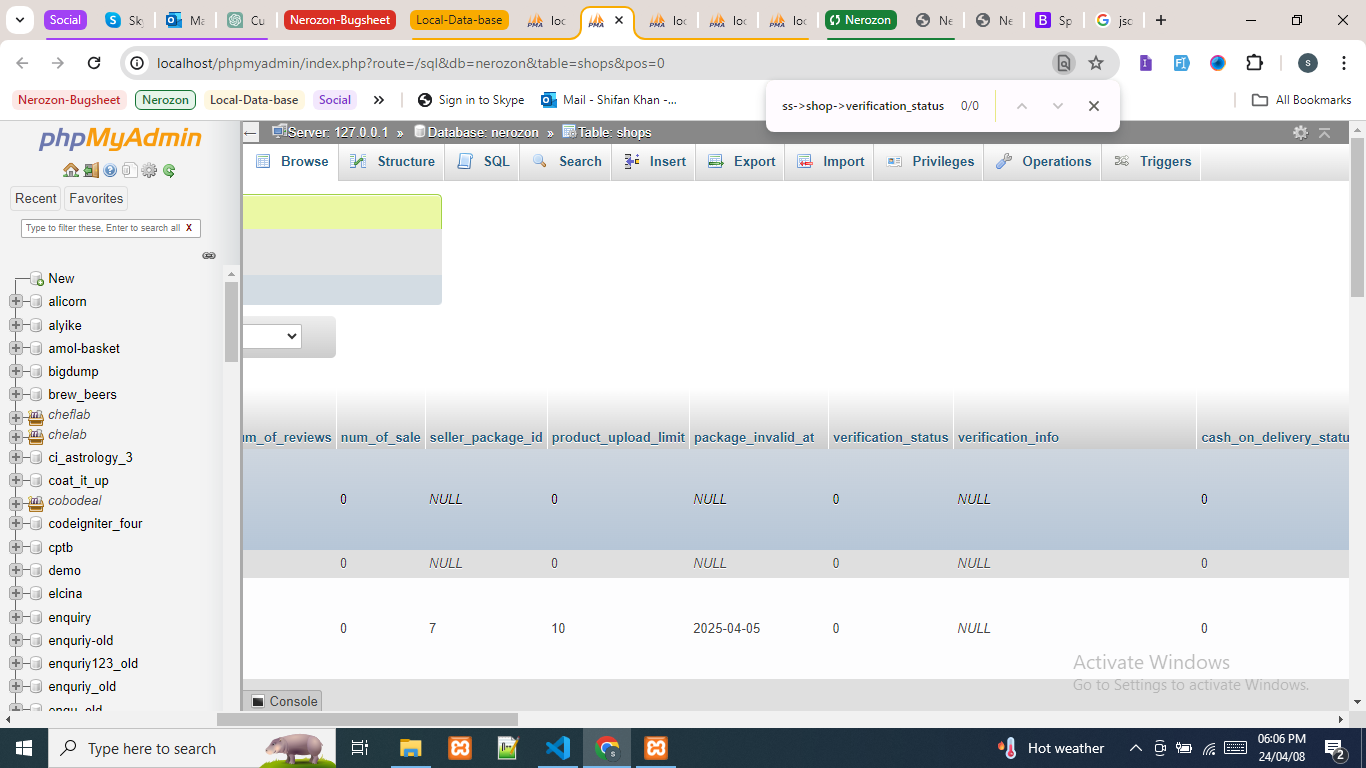 Social
Sk
Ma
Cu
Nerozon-Bugsheet
Local-Data-base
loc
loc
loc
loc
Nerozon
Ne
Ne
Sp
jsc
localhost/phpmyadmin/index.php?route=/sql&db=nerozon&table=shops&pos=0
ss->shop->verification_status 0/0
Nerozon-Bugsheet
Nerozon
Local-Data-base
Social
Sign in to Skype
Mail - Shifan Khan -...
All Bookmarks
phpMyAdmin
Server: 127.0.0.1 » Database: nerozon » Table: shops
Browse Structure SQL Search Insert Export Import Privileges Operations Triggers
Recent Favorites
Type to filter these, Enter to search all X
New
alicorn
alyike
amol-basket
bigdump
brew_beers
cheflab
chelab
ci_astrology_3
coat_it_up
cobodeal
codeigniter_four
cptb
demo
elcina
enquiry
enquriy-old
enquriy123_old
enquriy_old
enqu_old
um_of_reviews num_of_sale seller_package_id product_upload_limit package_invalid_at verification_status verification_info cash_on_delivery_statu
0 NULL 0 NULL 0 NULL 0
0 NULL 0 NULL 0 NULL 0
0 7 10 2025-04-05 0 NULL 0
Console
Activate Windows
Go to Settings to activate Windows.
Type here to search
Hot weather
06:06 PM
24/04/08
2